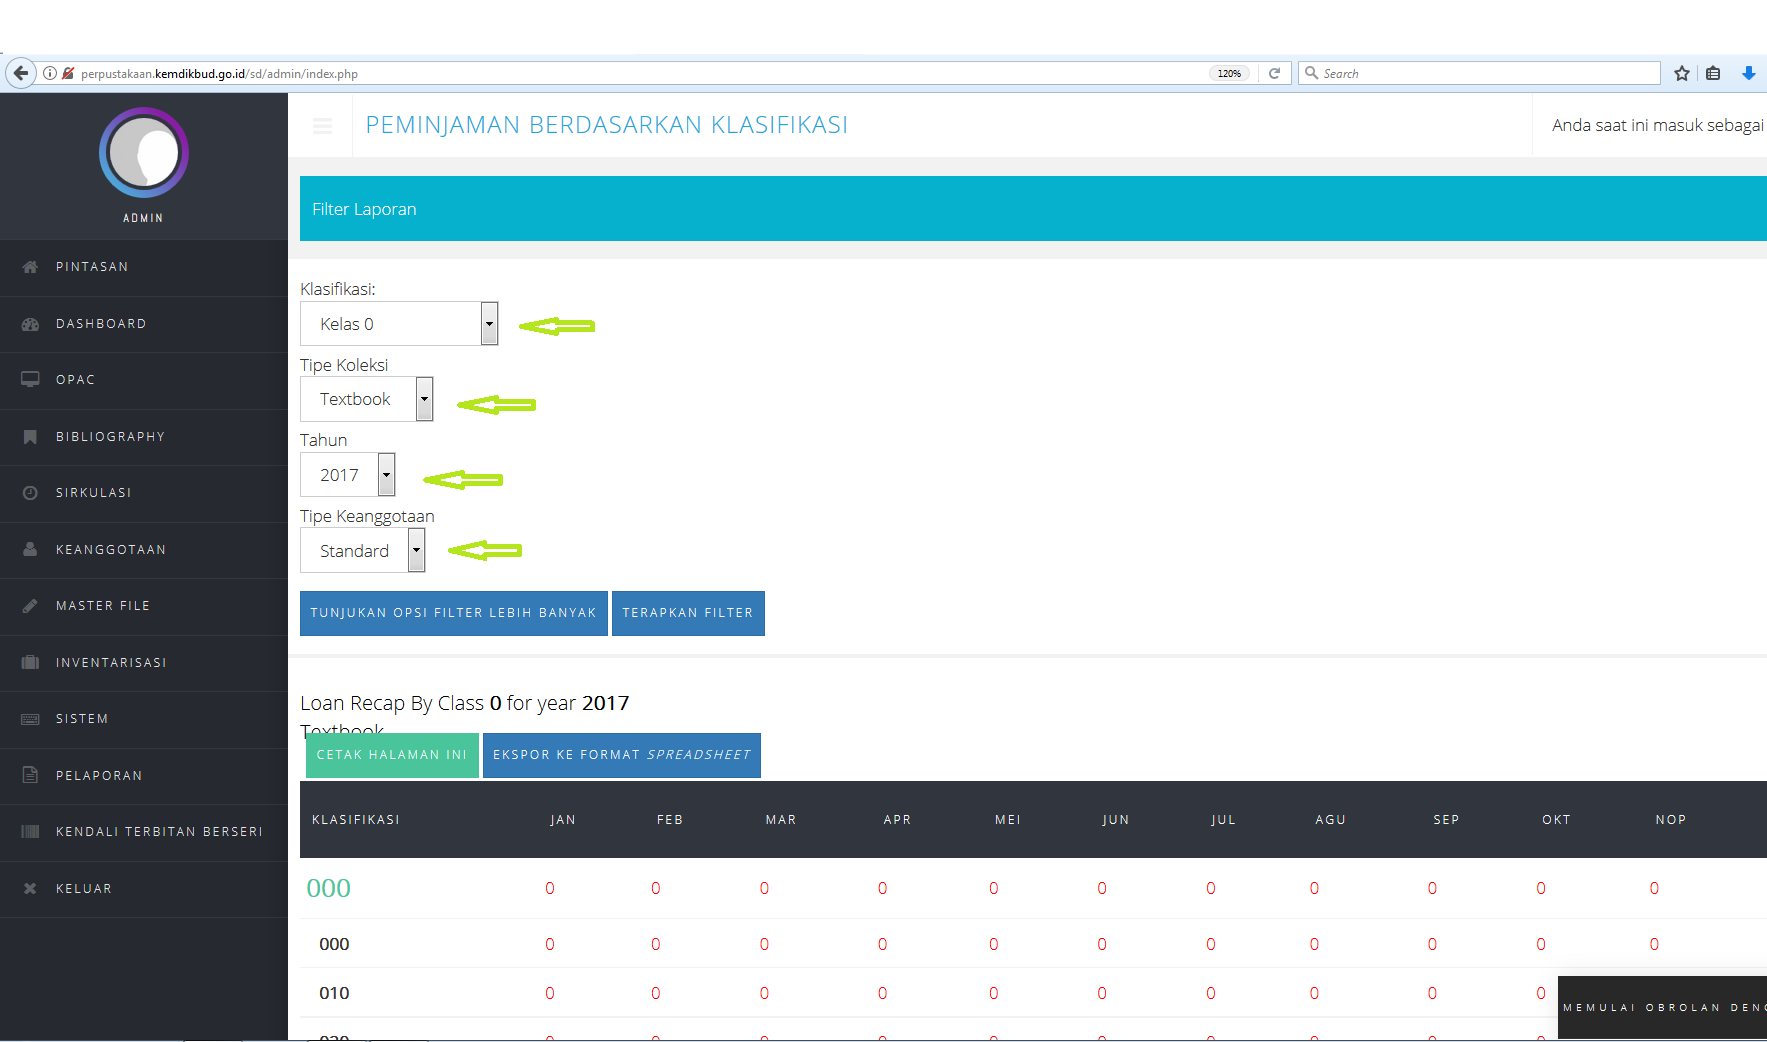 perpustakaan.kemdikbud.go.id/sd/admin/index.php
120%
Search
ADMIN
PINTASAN
DASHBOARD
OPAC
BIBLIOGRAPHY
SIRKULASI
KEANGGOTAAN
MASTER FILE
INVENTARISASI
SISTEM
PELAPORAN
KENDALI TERBITAN BERSERI
KELUAR
PEMINJAMAN BERDASARKAN KLASIFIKASI
Anda saat ini masuk sebagai
Filter Laporan
Klasifikasi:
Kelas 0
Tipe Koleksi
Textbook
Tahun
2017
Tipe Keanggotaan
Standard
TUNJUKAN OPSI FILTER LEBIH BANYAK TERAPKAN FILTER
Loan Recap By Class 0 for year 2017
Textbook
CETAK HALAMAN INI EKSPOR KE FORMAT SPREADSHEET
KLASIFIKASI JAN FEB MAR APR MEI JUN JUL AGU SEP OKT NOP
000 0 0 0 0 0 0 0 0 0 0 0
000 0 0 0 0 0 0 0 0 0 0 0
010 0 0 0 0 0 0 0 0 0 0
MEMULAI OBROLAN